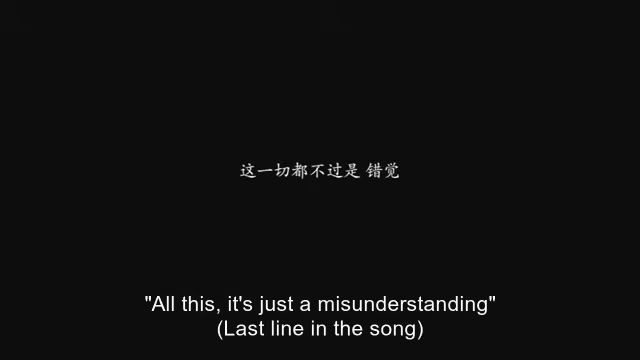 这一切都不过是 错觉
"All this, it's just a misunderstanding"
(Last line in the song)